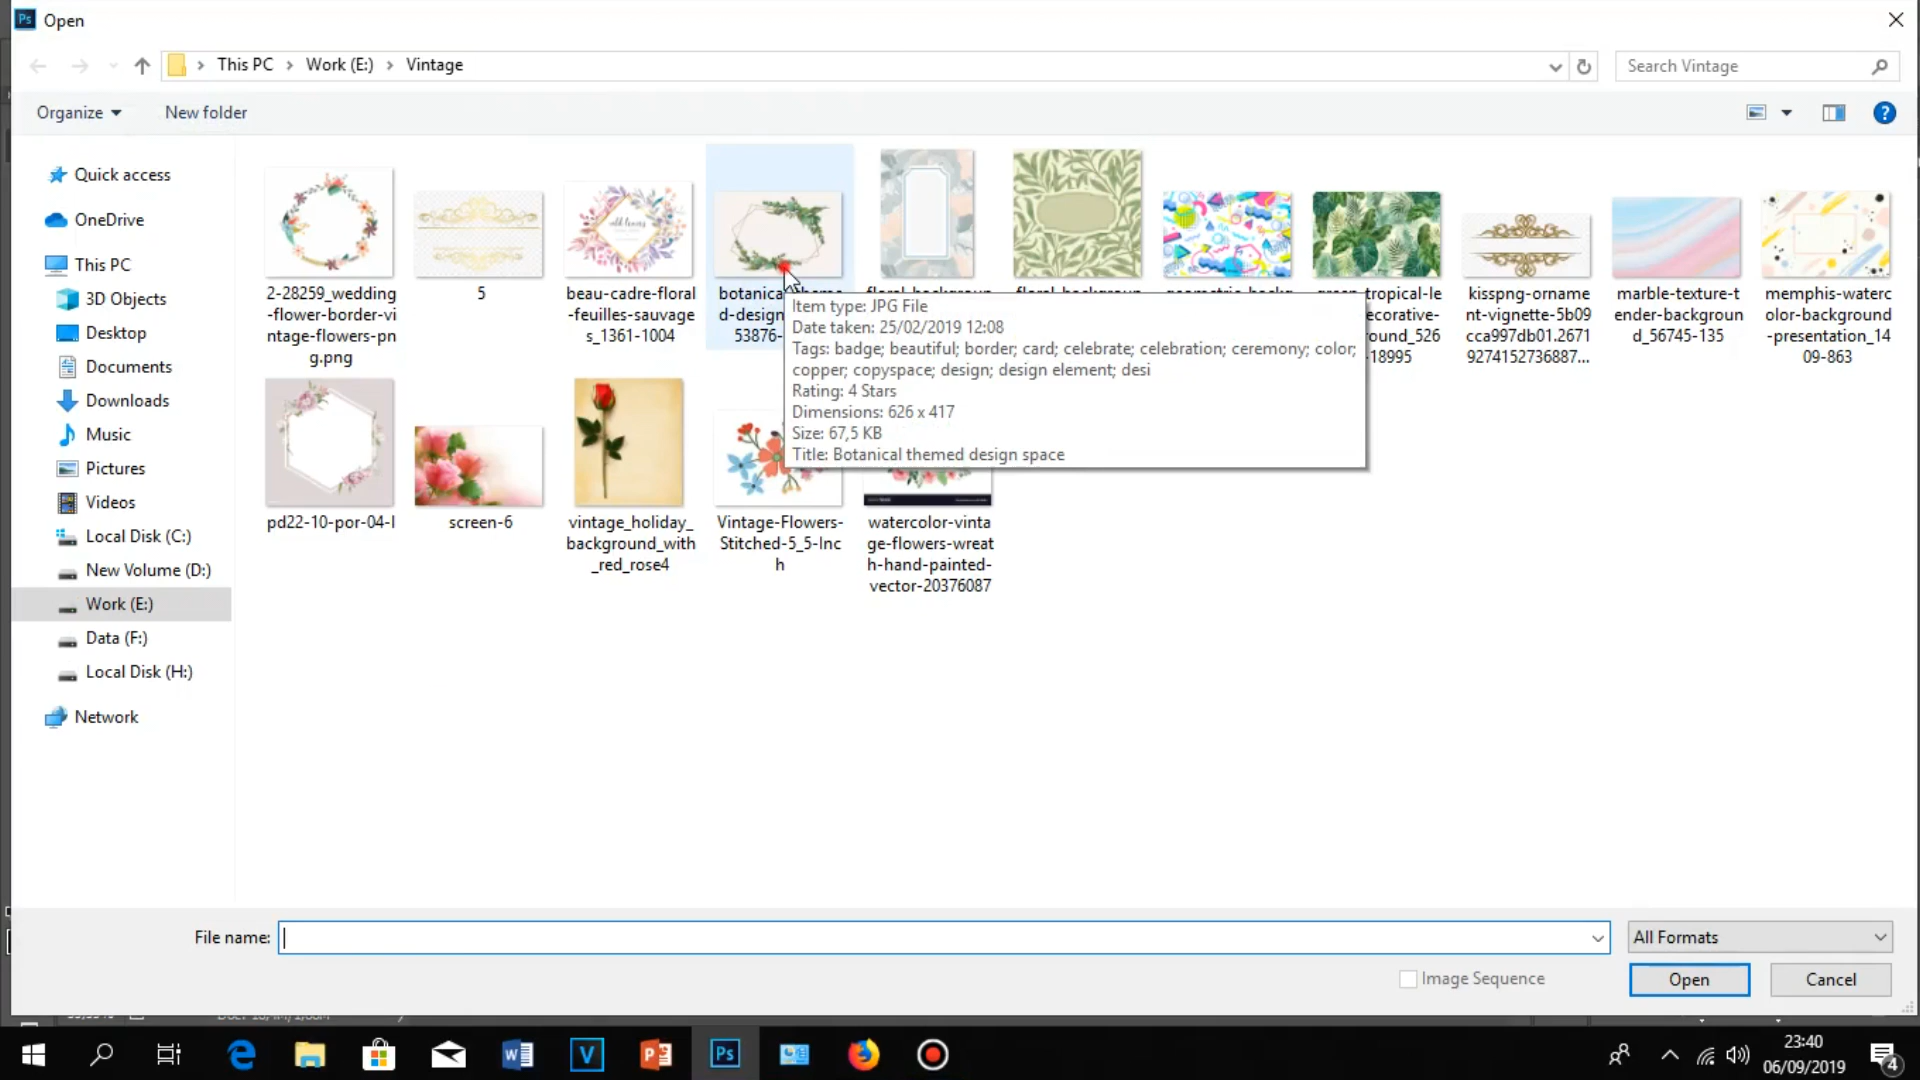 Ps Open
This PC > Work (E:) > Vintage
Search Vintage
Organize
New folder
?
Quick access
OneDrive
This PC
3D Objects
Desktop
Documents
Downloads
Music
Pictures
Videos
Local Disk (C:)
New Volume (D:)
Work (E:)
Data (F:)
Local Disk (H:)
Network
2-28259_wedding
-flower-border-vi
ntage-flowers-pn
g.png
5
beau-cadre-floral
-feuilles-sauvage
s_1361-1004
d-design
53876-
Item type: JPG File
Date taken: 25/02/2019 12:08
Tags: badge; beautiful; border; card; celebrate; celebration; ceremony; color;
copper; copyspace; design; design element; desi
Rating: 4 Stars
Dimensions: 626 x 417
Size: 67,5 KB
Title: Botanical themed design space
tropical-le
ecorative-
ound_526
18995
kisspng-orname
nt-vignette-5b09
cca997db01.2671
9274152736887...
marble-texture-t
ender-backgroun
d_56745-135
memphis-waterc
olor-background
-presentation_14
09-863
pd22-10-por-04-l
screen-6
vintage_holiday_
background_with
_red_rose4
Vintage-Flowers-
Stitched-5_5-Inc
h
watercolor-vinta
ge-flowers-wreat
h-hand-painted-
vector-20376087
File name:
All Formats
Image Sequence
Open
Cancel
23:40
06/09/2019
4